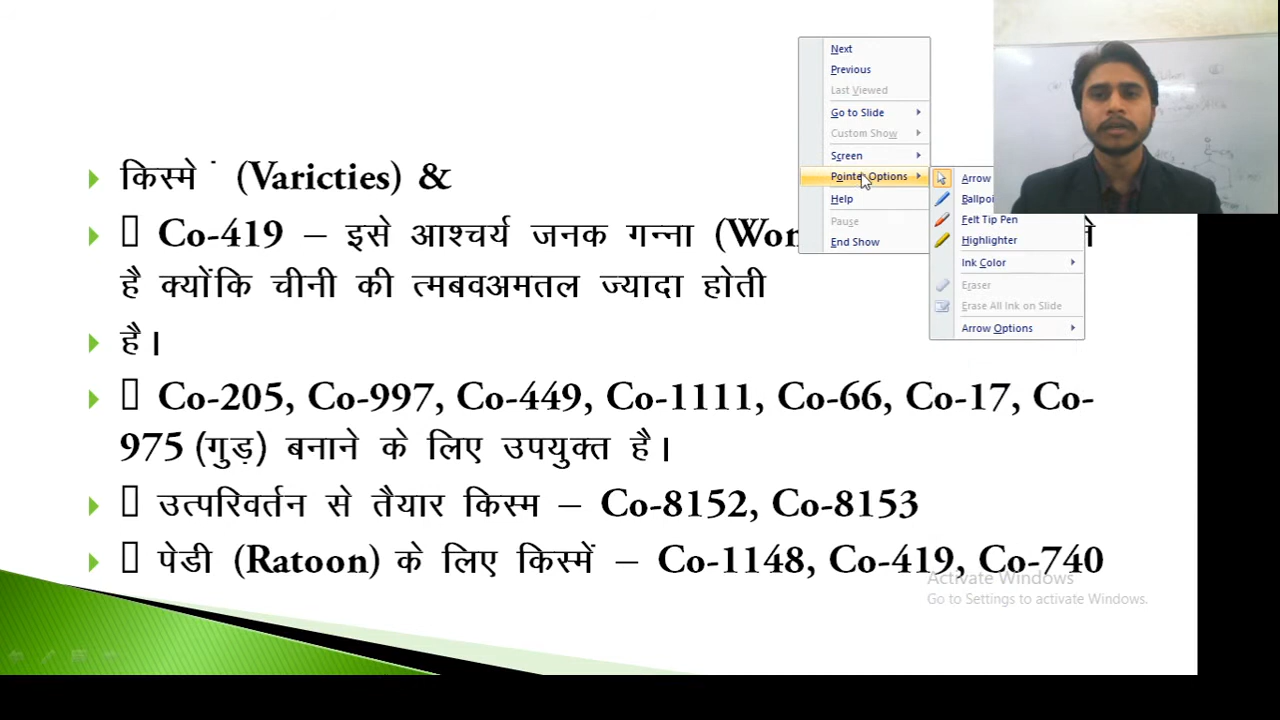 किस्में (Varicties) &
Co-419 – इसे आश्चर्य जनक गन्ना (Won
है क्योंकि चीनी की त्मबवअमतल ज्यादा होती
है।
Co-205, Co-997, Co-449, Co-1111, Co-66, Co-17, Co-
975 (गुड़) बनाने के लिए उपयुक्त है।
उत्परिवर्तन से तैयार किस्म – Co-8152, Co-8153
पेडी (Ratoon) के लिए किस्में – Co-1148, Co-419, Co-740
Next
Previous
Last Viewed
Go to Slide
Custom Show
Screen
Pointer Options
Help
Pause
End Show
Arrow
Ballpoi
Felt Tip Pen
Highlighter
Ink Color
Eraser
Erase All Ink on Slide
Arrow Options
Activate Windows
Go to Settings to activate Windows.